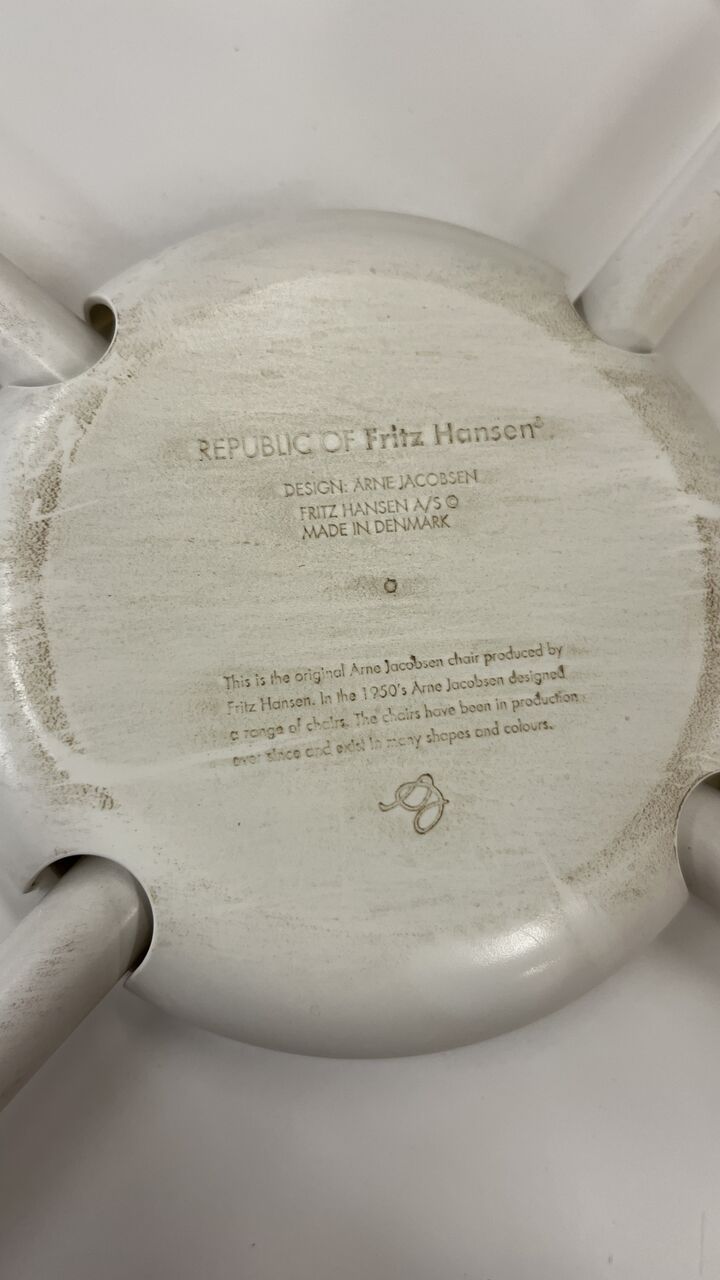 REPUBLIC OF Fritz Hansen®
DESIGN: ARNE JACOBSEN
FRITZ HANSEN A/S ©
MADE IN DENMARK
This is the original Arne Jacobsen chair produced by
Fritz Hansen. In the 1950's Arne Jacobsen designed
a range of chairs. The chairs have been in production
ever since and exist in many shapes and colours.